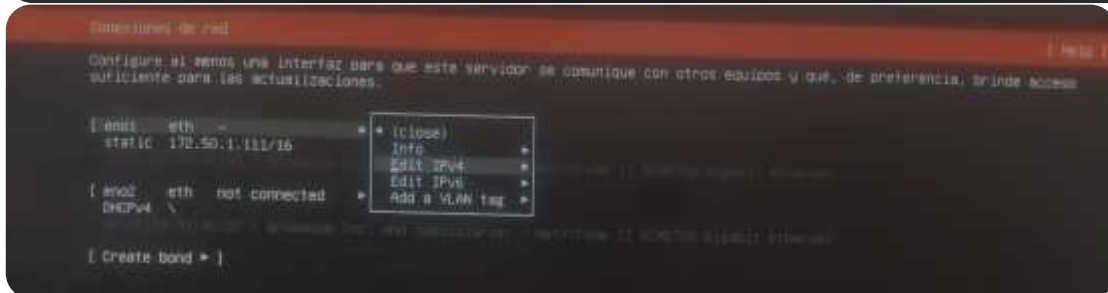 Conexiones de red
[ Help ]
Configure al menos una interfaz para que este servidor se comunique con otros equipos y que, de preferencia, brinde acceso
suficiente para las actualizaciones.
[ eno1 eth -
static 172.50.1.111/16
(close)
Info
Edit IPv4
Edit IPv6
Add a VLAN tag
[ eno2 eth not connected
DHCPv4
[ Create bond ]